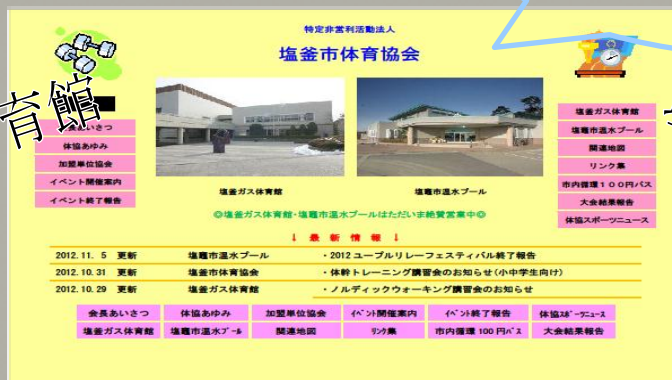 特定非営利活動法人
塩釜市体育協会
育館
会長あいさつ
体協あゆみ
加盟単位協会
イベント開催案内
イベント終了報告
塩釜ガス体育館
塩竈市温水プール
関連地図
リンク集
市内循環100円バス
大会結果報告
体協スポーツニュース
塩釜ガス体育館 塩竈市温水プール
◎塩釜ガス体育館・塩竈市温水プールはただいま絶賛営業中◎
↓ 最 新 情 報 ↓
2012.11. 5 更新 塩竈市温水プール ・2012 ユープルリレーフェスティバル終了報告
2012.10.31 更新 塩釜市体育協会 ・体幹トレーニング講習会のお知らせ(小中学生向け)
2012.10.29 更新 塩釜ガス体育館 ・ノルディックウォーキング講習会のお知らせ
会長あいさつ 体協あゆみ 加盟単位協会 イベント開催案内 イベント終了報告 体協スポーツニュース
塩釜ガス体育館 塩竈市温水プール 関連地図 リンク集 市内循環 100 円バス 大会結果報告